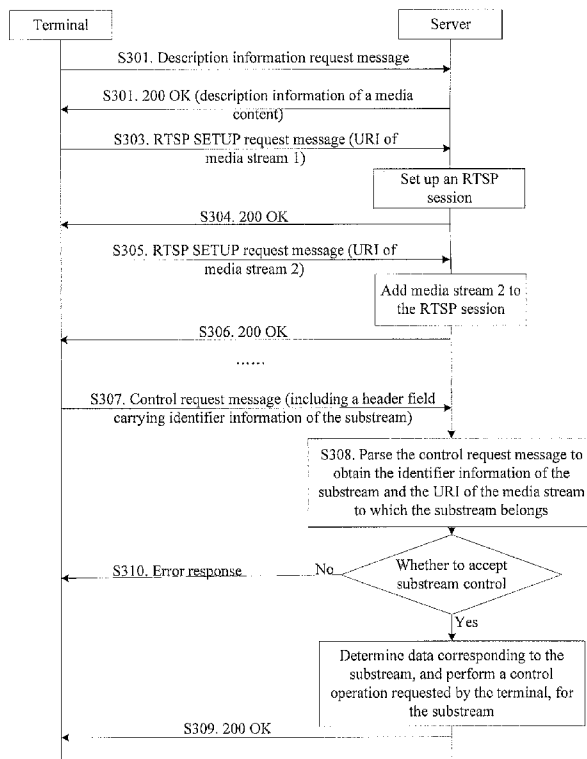 Terminal
Server
S301. Description information request message
S301. 200 OK (description information of a media
content)
S303. RTSP SETUP request message (URI of
media stream 1)
Set up an RTSP
session
S304. 200 OK
S305. RTSP SETUP request message (URI of
media stream 2)
Add media stream 2 to
the RTSP session
S306. 200 OK
......
S307. Control request message (including a header field
carrying identifier information of the substream)
S308. Parse the control request message to
obtain the identifier information of the
substream and the URI of the media stream
to which the substream belongs
Whether to accept
substream control
No
S310. Error response
Yes
Determine data corresponding to the
substream, and perform a control
operation requested by the terminal, for
the substream
S309. 200 OK